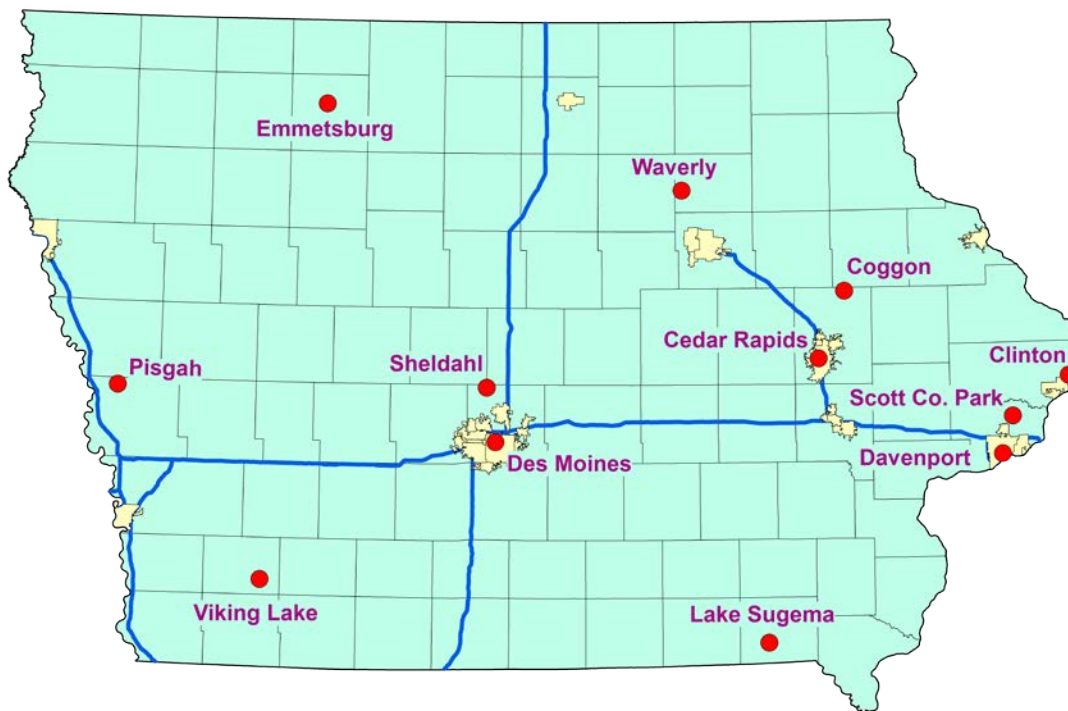 Emmetsburg
Waverly
Coggon
Cedar Rapids
Clinton
Pisgah
Sheldahl
Scott Co. Park
Davenport
Des Moines
Viking Lake
Lake Sugema